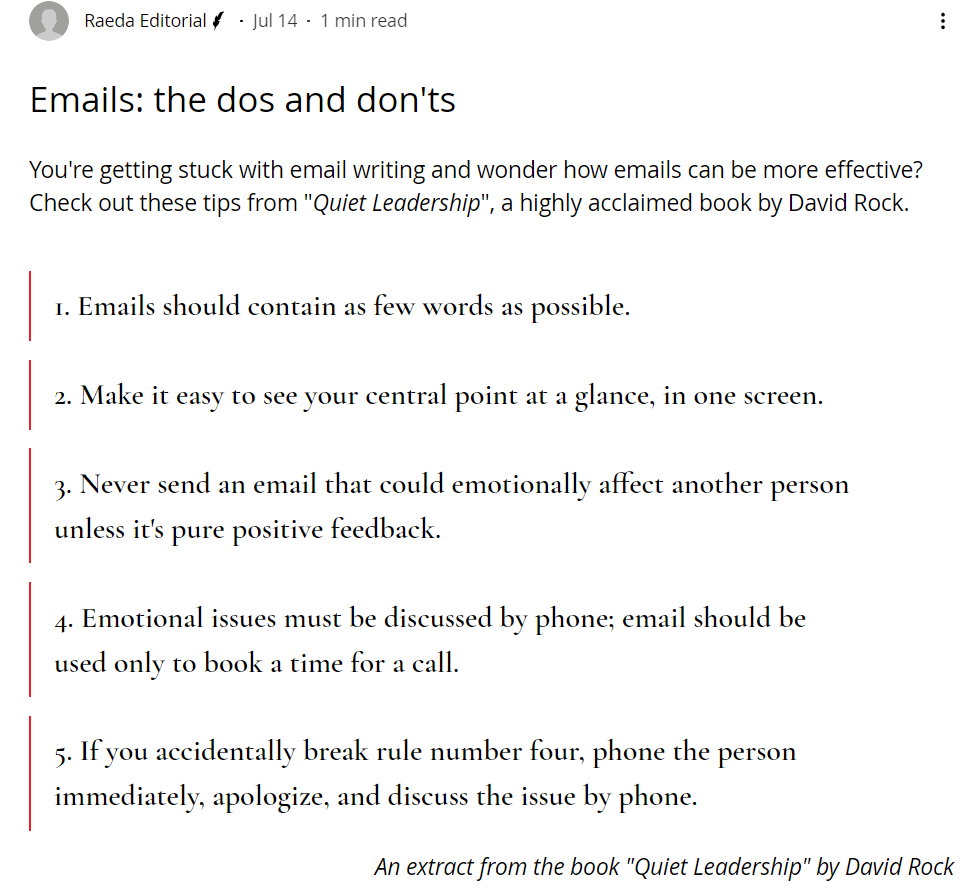 Raeda Editorial · Jul 14 · 1 min read
Emails: the dos and don'ts
You're getting stuck with email writing and wonder how emails can be more effective?
Check out these tips from "Quiet Leadership", a highly acclaimed book by David Rock.
1. Emails should contain as few words as possible.
2. Make it easy to see your central point at a glance, in one screen.
3. Never send an email that could emotionally affect another person
unless it's pure positive feedback.
4. Emotional issues must be discussed by phone; email should be
used only to book a time for a call.
5. If you accidentally break rule number four, phone the person
immediately, apologize, and discuss the issue by phone.
An extract from the book "Quiet Leadership" by David Rock